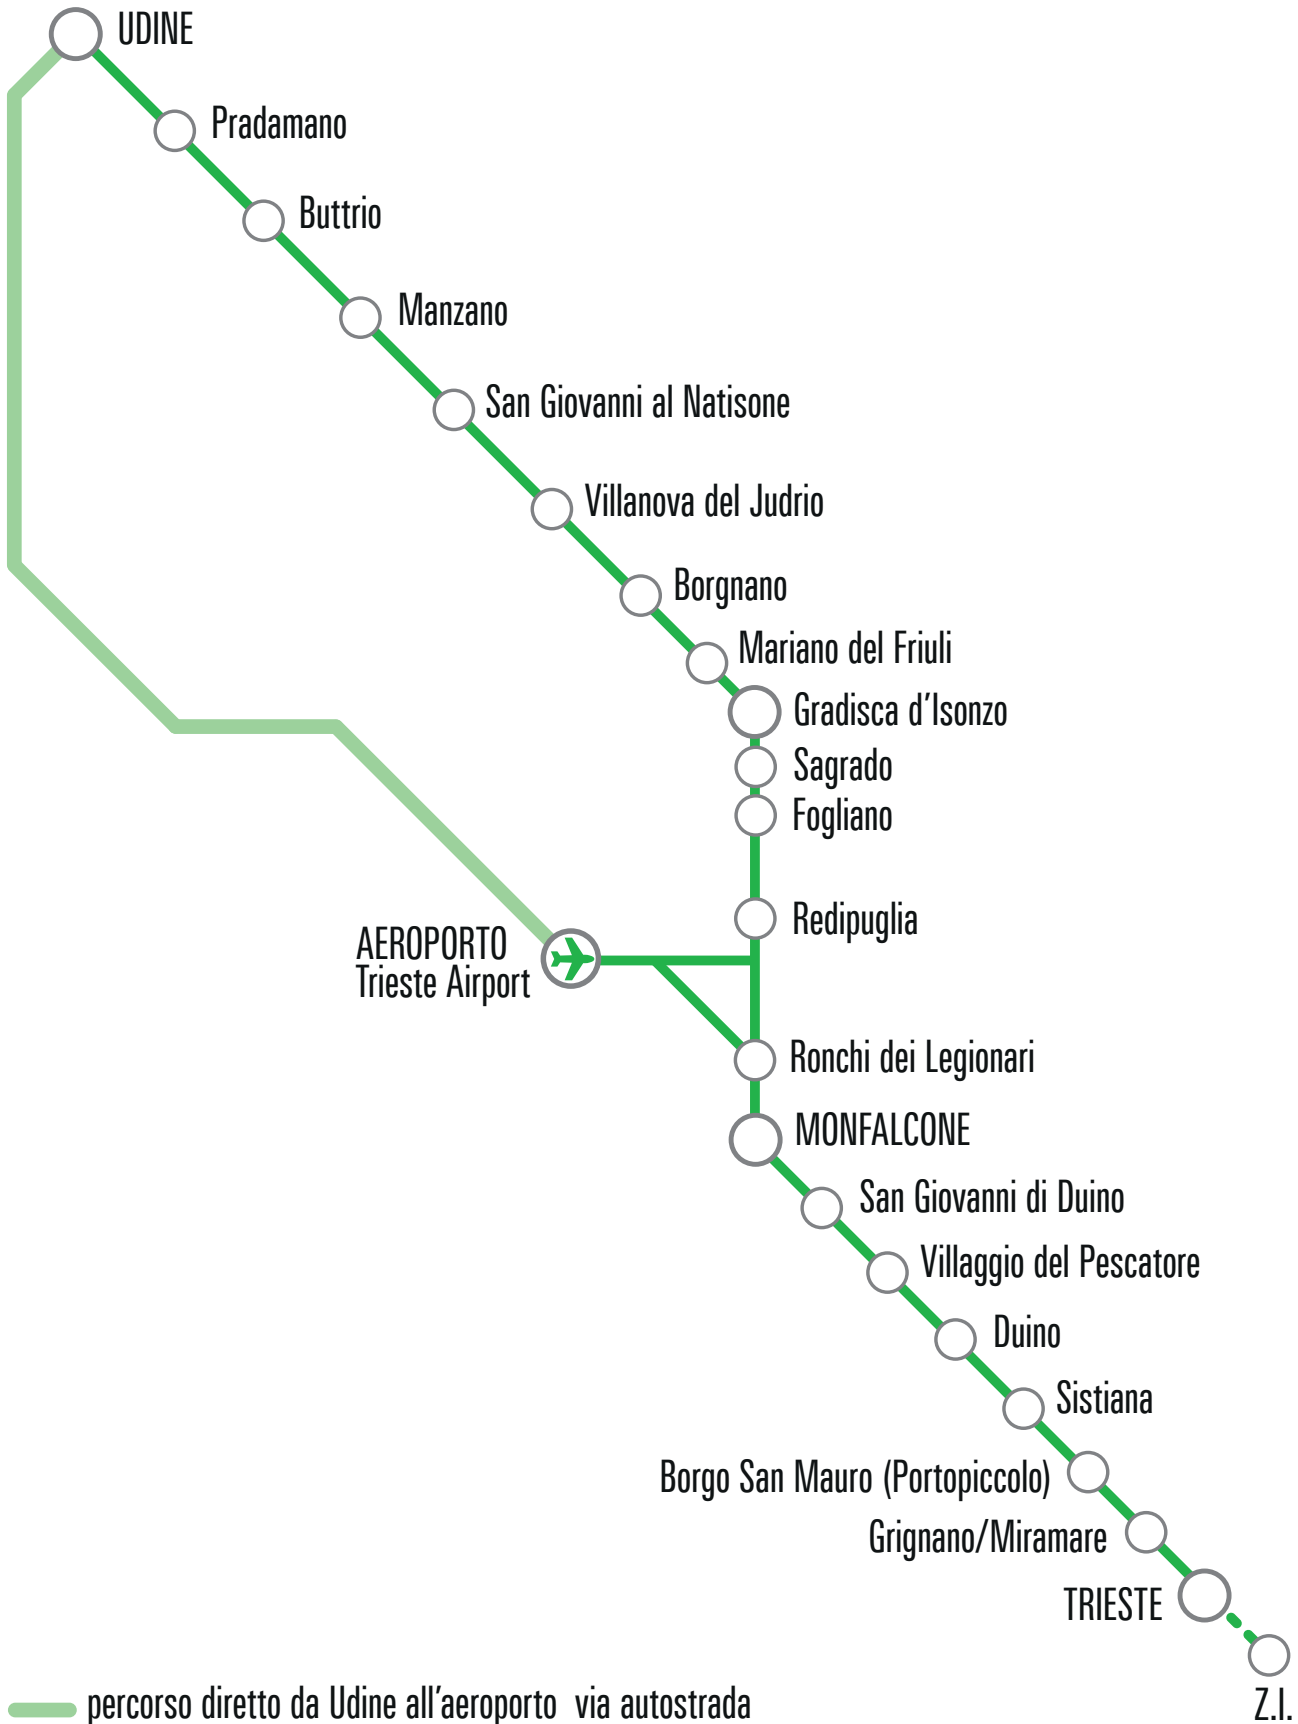 UDINE
Pradamano
Buttrio
Manzano
San Giovanni al Natisone
Villanova del Judrio
Borgnano
Mariano del Friuli
Gradisca d'Isonzo
Sagrado
Fogliano
Redipuglia
AEROPORTO
Trieste Airport
Ronchi dei Legionari
MONFALCONE
San Giovanni di Duino
Villaggio del Pescatore
Duino
Sistiana
Borgo San Mauro (Portopiccolo)
Grignano/Miramare
TRIESTE
Z.I.
percorso diretto da Udine all'aeroporto via autostrada